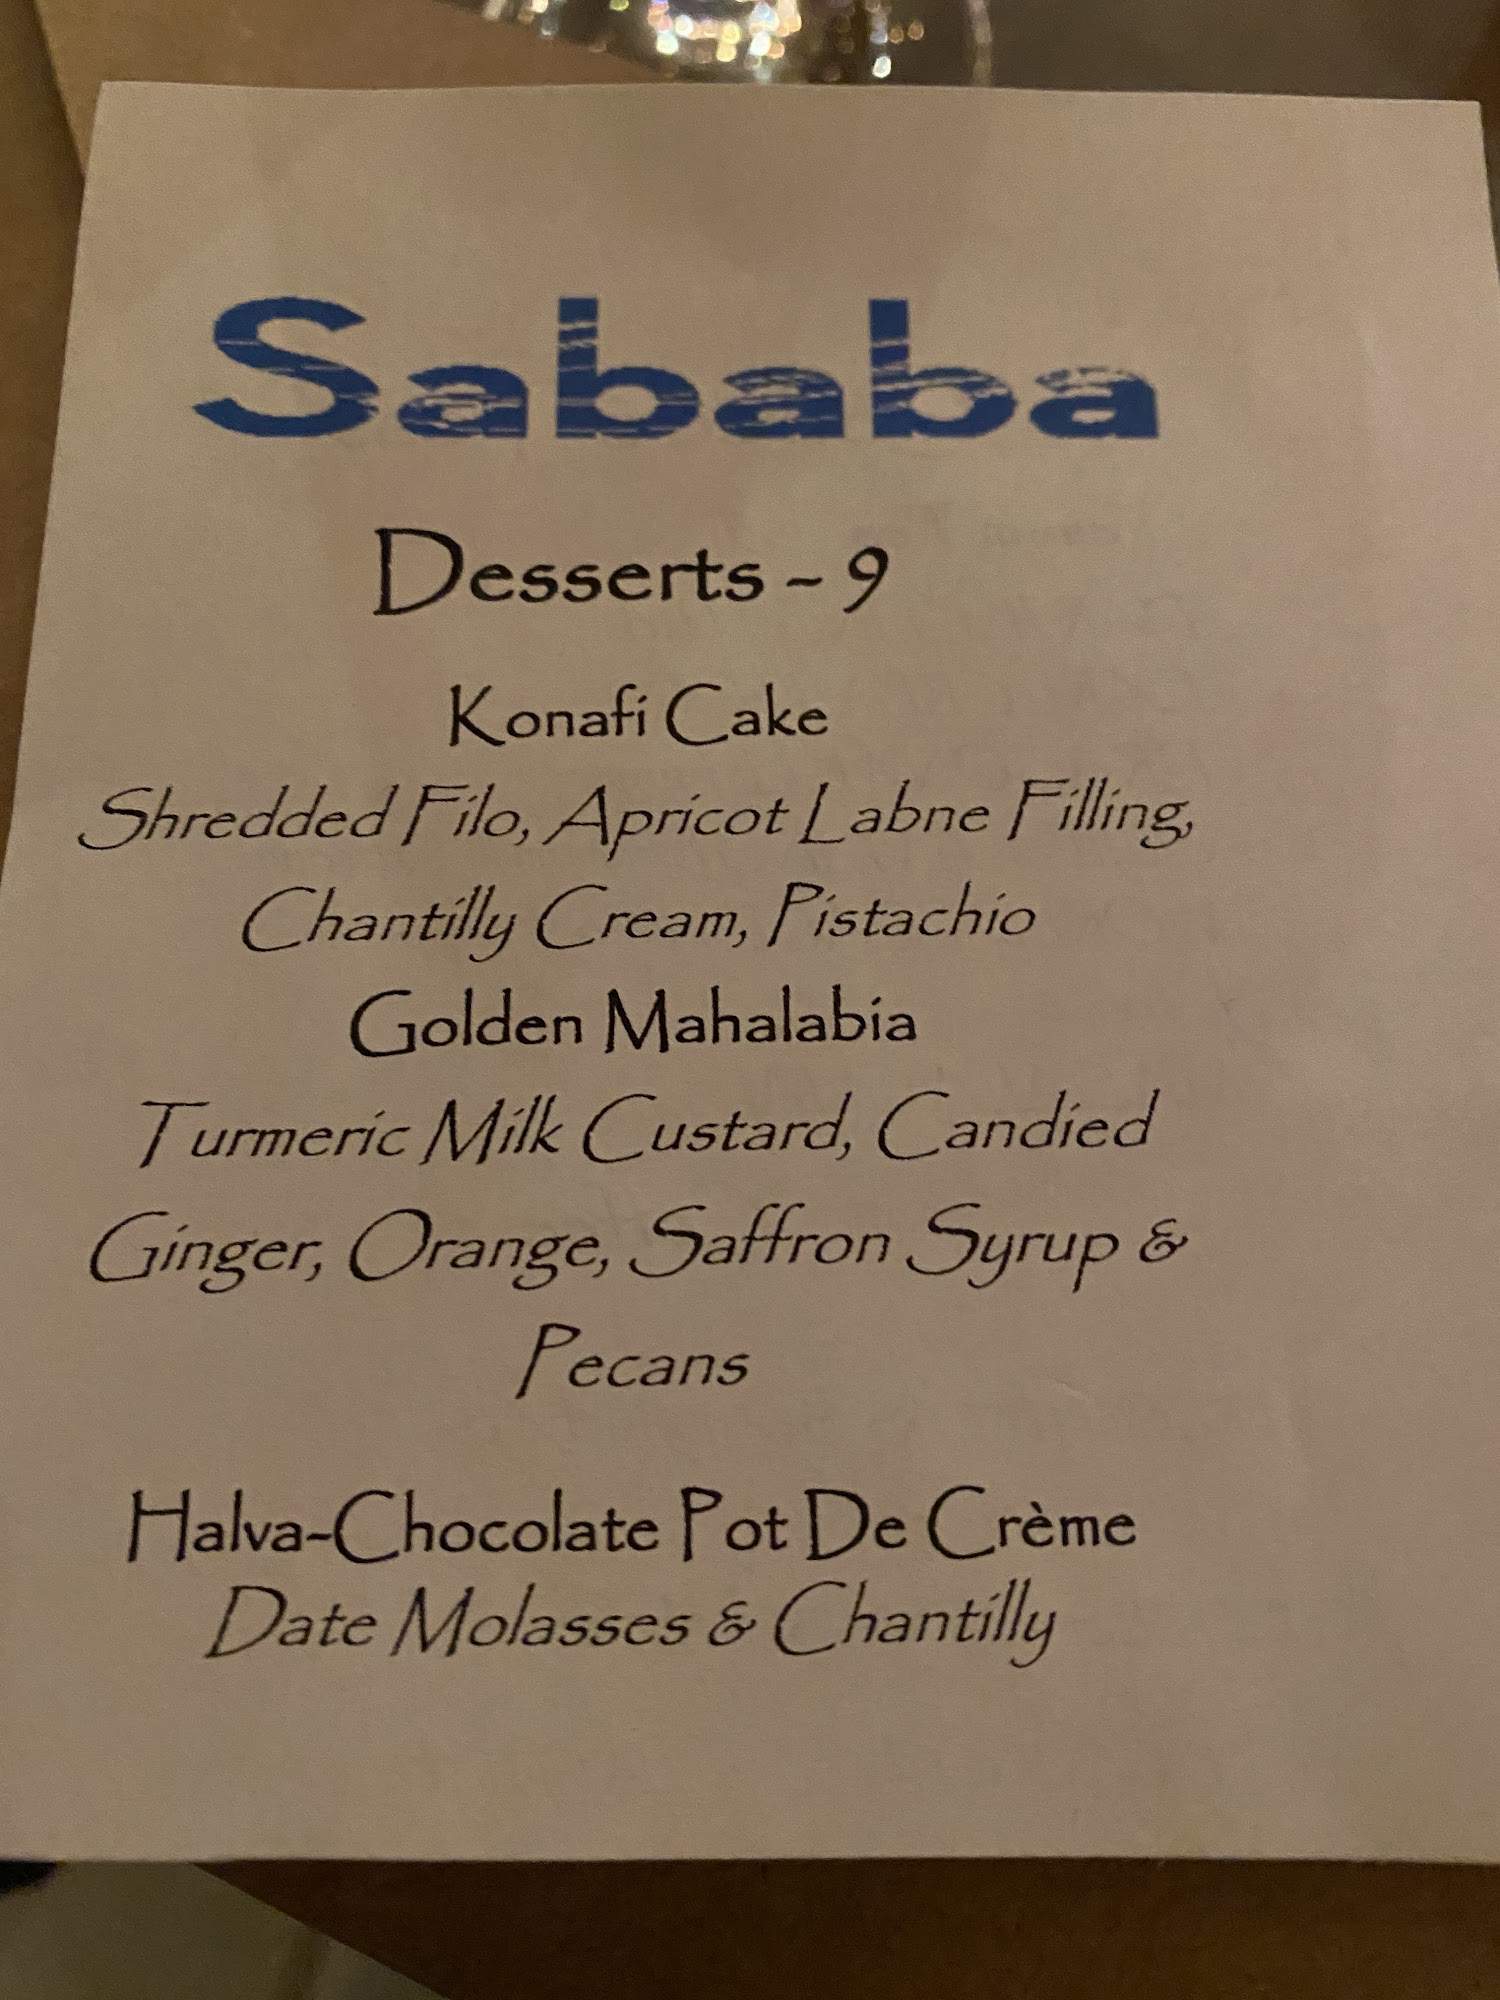 Sababa
Desserts - 9
Konafi Cake
Shredded Filo, Apricot Labne Filling,
Chantilly Cream, Pistachio
Golden Mahalabia
Turmeric Milk Custard, Candied
Ginger, Orange, Saffron Syrup &
Pecans
Halva-Chocolate Pot De Crème
Date Molasses & Chantilly